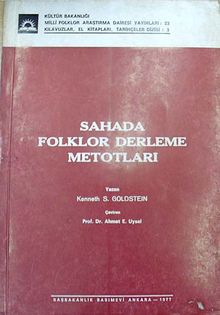 KÜLTÜR BAKANLIĞI
MİLLİ FOLKLOR ARAŞTIRMA DAİRESİ YAYINLARI : 23
KILAVUZLAR, EL KİTAPLARI, TARİHÇELER DİZİSİ : 3
SAHADA
FOLKLOR DERLEME
METOTLARI
Yazan
Kenneth S. GOLDSTEIN
Çeviren
Prof. Dr. Ahmet E. Uysal
BAŞBAKANLIK BASIMEVİ ANKARA — 1977